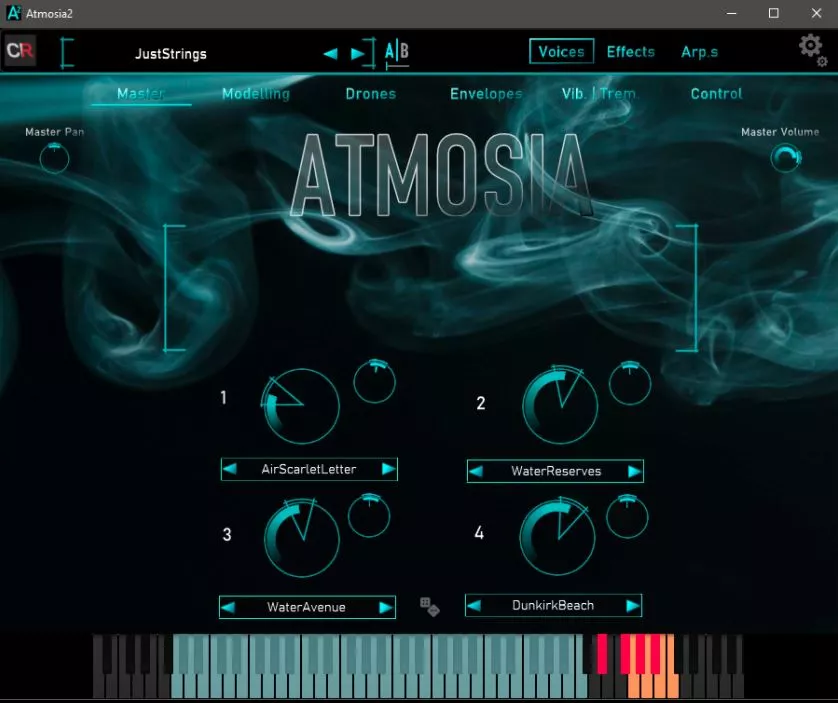 Atmosia2
CR
JustStrings
A|B
Voices
Effects
Arp.s
Master
Modelling
Drones
Envelopes
Vib. | Trem.
Control
Master Pan
Master Volume
ATMOSIA
1
2
AirScarletLetter
WaterReserves
3
4
WaterAvenue
DunkirkBeach